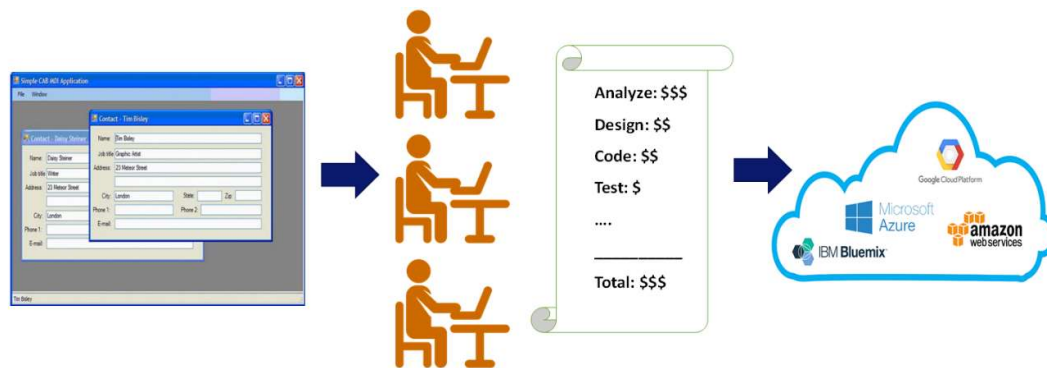 Simple CAB MDI Application
File Window
Contact - Daisy Steiner
Name: Daisy Steiner
Job title: Writer
Address: 23 Meteor Street
City: London
Phone 1:
E-mail:
Contact - Tim Bisley
Name: Tim Bisley
Job title: Graphic Artist
Address: 23 Meteor Street
City: London State: Zip:
Phone 1: Phone 2:
E-mail:
Tim Bisley
Analyze: $$$
Design: $$
Code: $$
Test: $
....
Total: $$$
Google Cloud Platform
Microsoft
Azure
amazon
web services
IBM Bluemix